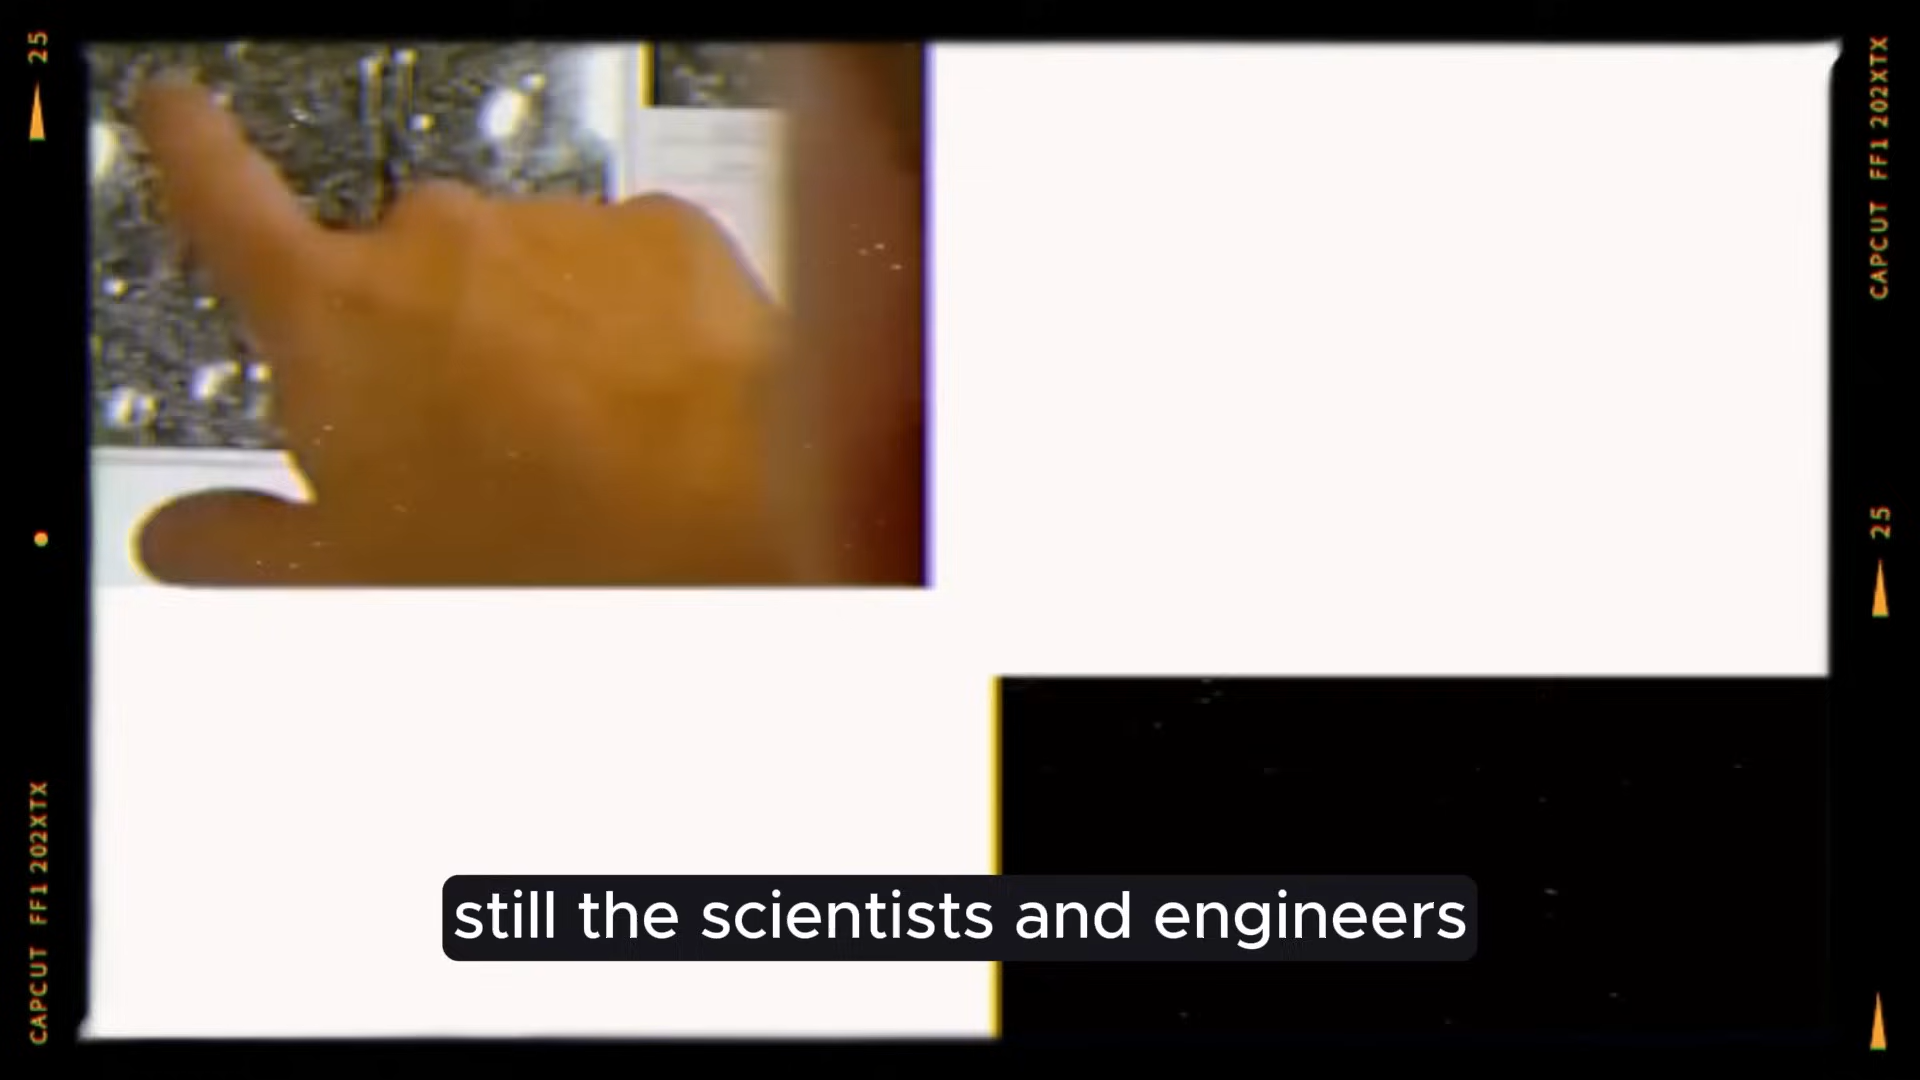 25
CAPCUT FF1 202XTX
CAPCUT FF1 202XTX
25
still the scientists and engineers